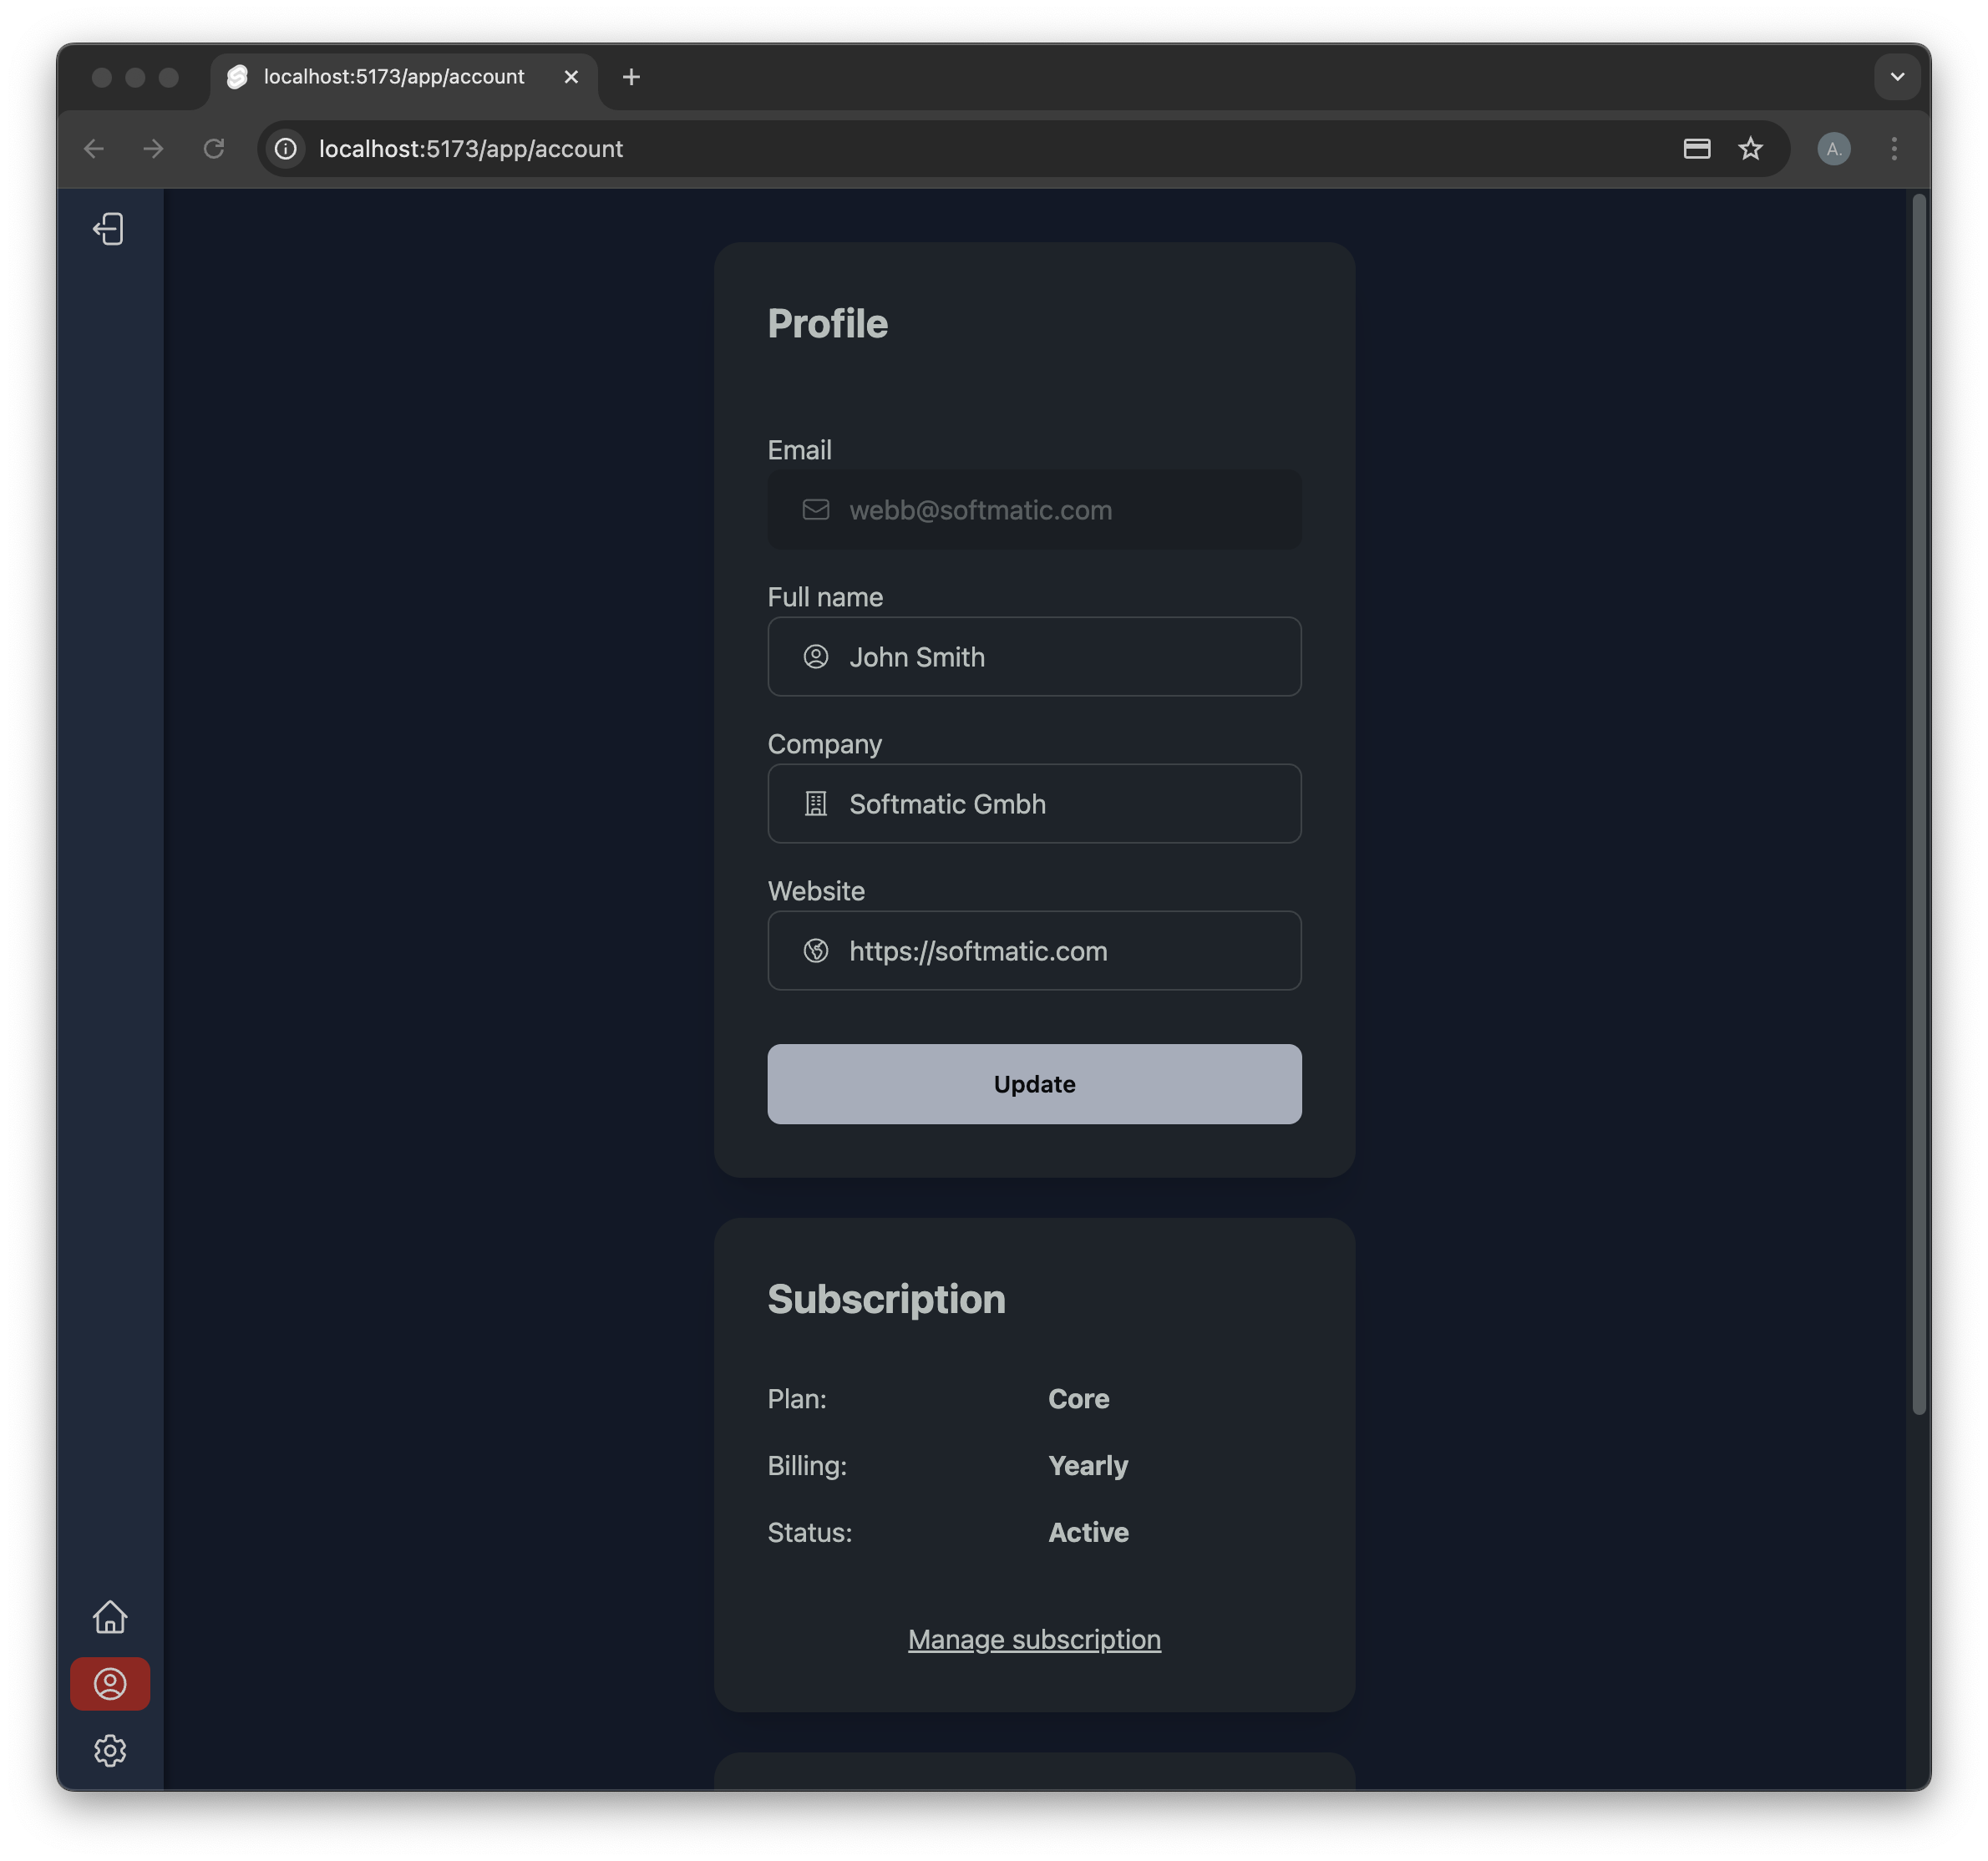 localhost:5173/app/account
localhost:5173/app/account
A.
Profile
Email
webb@softmatic.com
Full name
John Smith
Company
Softmatic Gmbh
Website
https://softmatic.com
Update
Subscription
Plan: Core
Billing: Yearly
Status: Active
Manage subscription